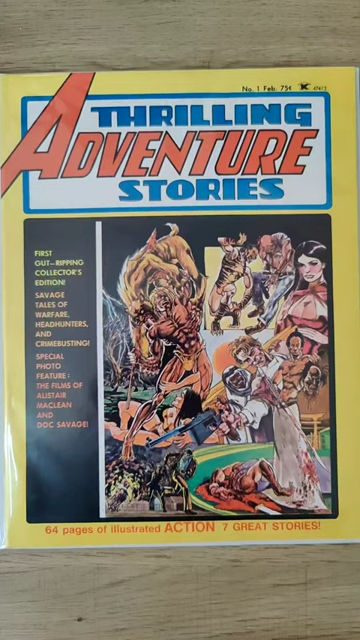 No. 1 Feb. 75¢ K 47412
THRILLING
ADVENTURE
STORIES
FIRST
GUT-RIPPING
COLLECTOR'S
EDITION!
SAVAGE
TALES OF
WARFARE,
HEADHUNTERS,
AND
CRIMEBUSTING!
SPECIAL
PHOTO
FEATURE:
THE FILMS OF
ALISTAIR
MACLEAN
AND
DOC SAVAGE!
64 pages of illustrated ACTION 7 GREAT STORIES!